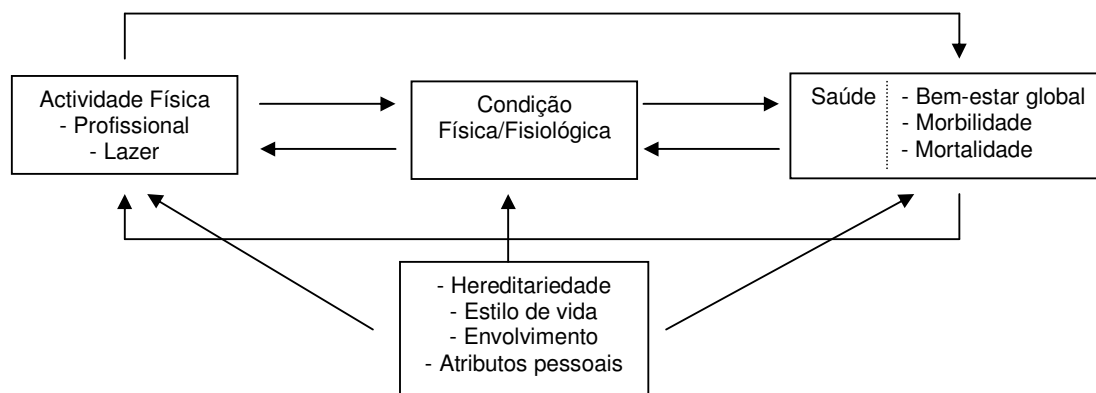 Actividade Física
- Profissional
- Lazer
Condição
Física/Fisiológica
Saúde
- Bem-estar global
- Morbilidade
- Mortalidade
- Hereditariedade
- Estilo de vida
- Envolvimento
- Atributos pessoais